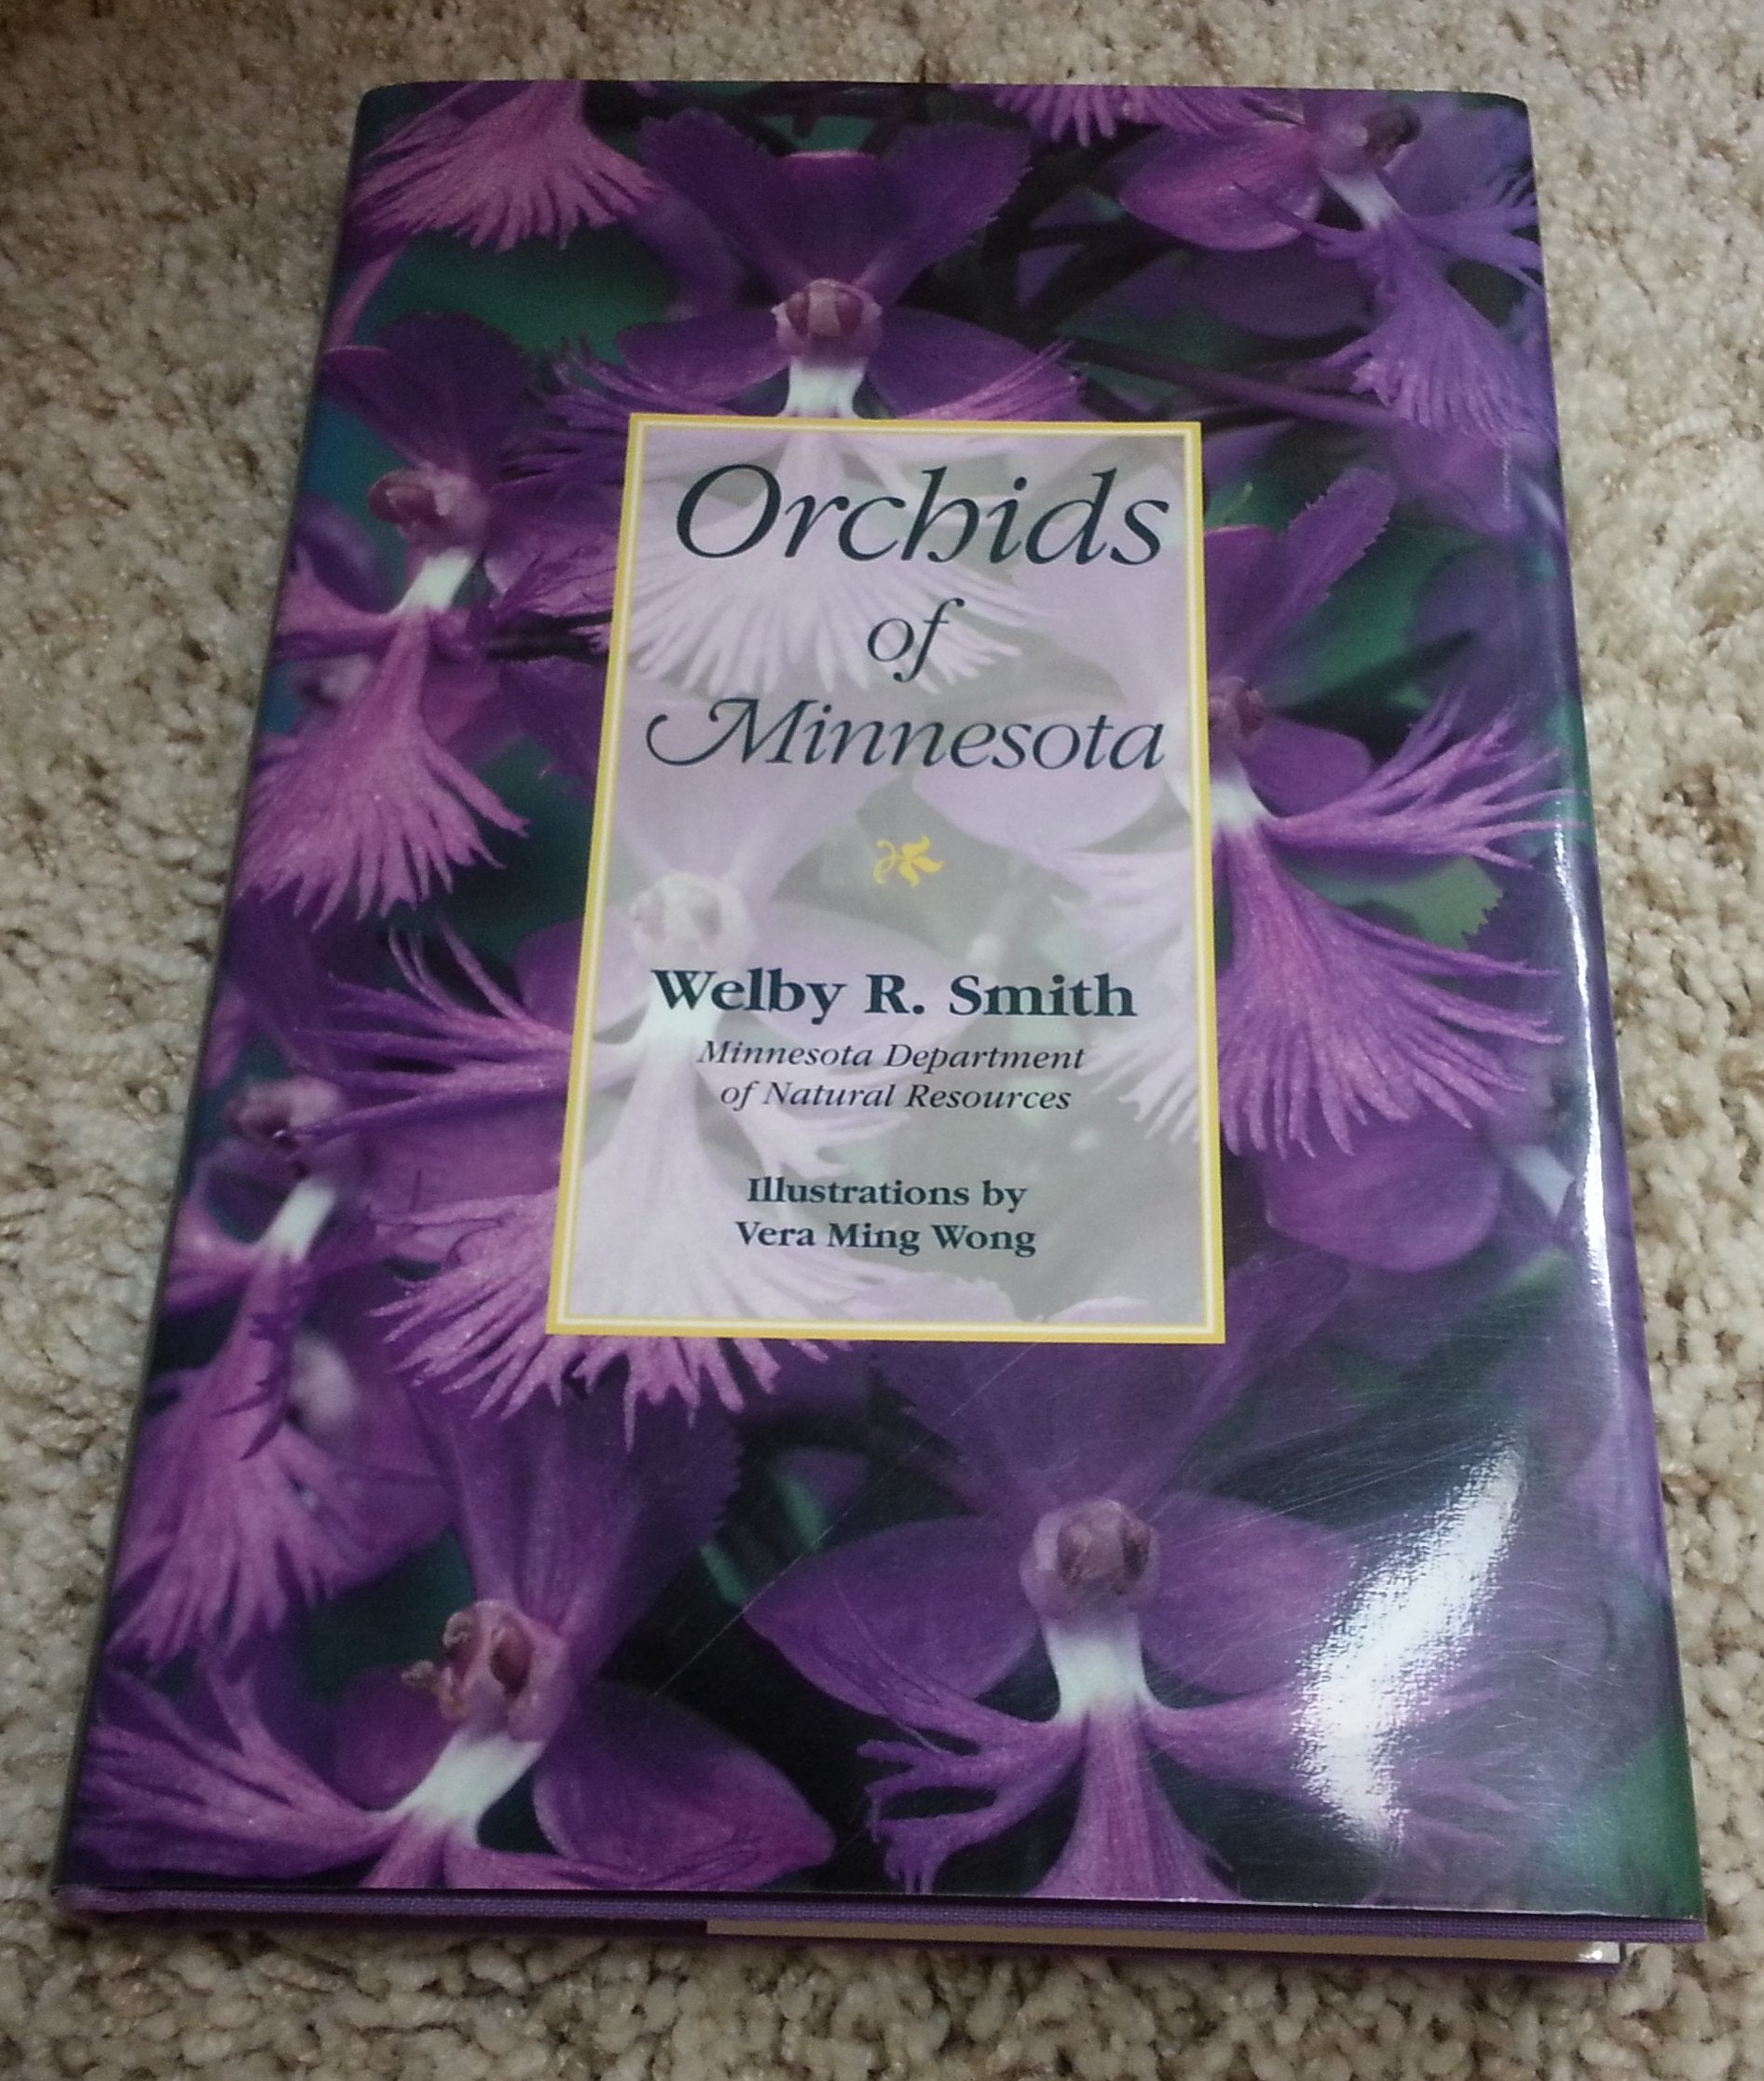 Orchids
of
Minnesota
Welby R. Smith
Minnesota Department
of Natural Resources
Illustrations by
Vera Ming Wong